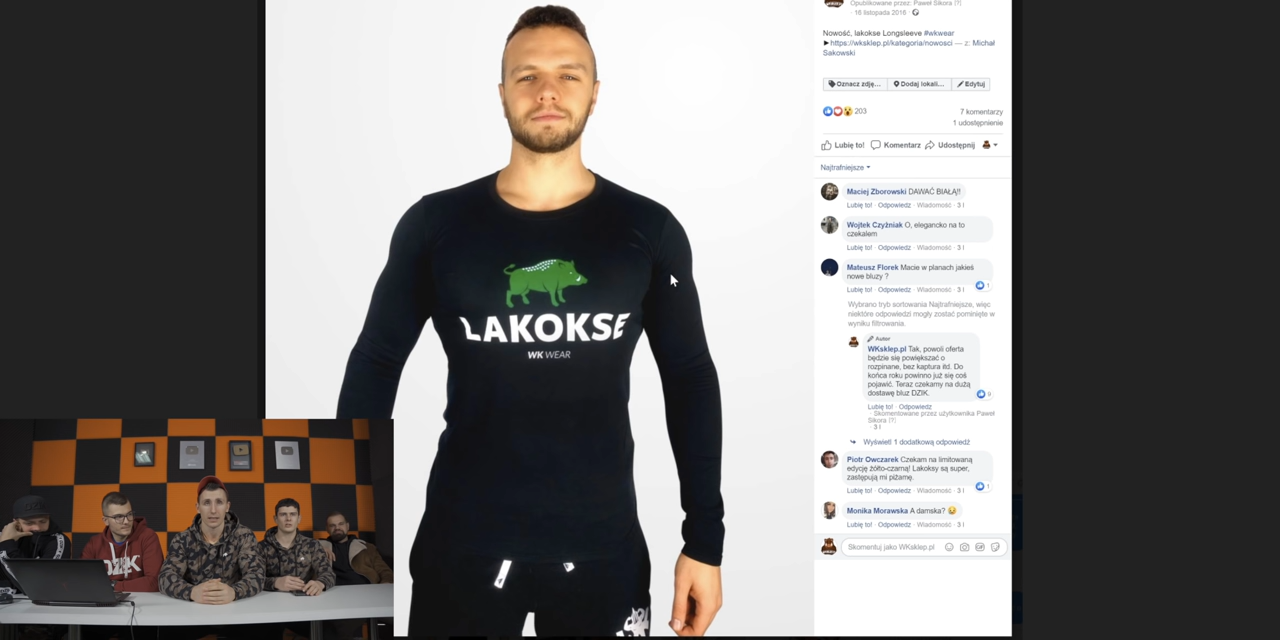 Opublikowane przez: Paweł Sikora [?]
· 16 listopada 2016 ·
Nowość, lakokse Longsleeve #wkwear
►https://wksklep.pl/kategoria/nowosci — z: Michał
Sakowski
Oznacz zdję... Dodaj lokali... Edytuj
203 7 komentarzy
1 udostępnienie
Lubię to! Komentarz Udostępnij
Najtrafniejsze
Maciej Zborowski DAWAĆ BIAŁĄ!!
Lubię to! · Odpowiedz · Wiadomość · 3 l
Wojtek Czyżniak O, elegancko na to
czekalem
Lubię to! · Odpowiedz · Wiadomość · 3 l
Mateusz Florek Macie w planach jakieś
nowe bluzy ?
1
Lubię to! · Odpowiedz · Wiadomość · 3 l
Wybrano tryb sortowania Najtrafniejsze, więc
niektóre odpowiedzi mogły zostać pominięte w
wyniku filtrowania.
Autor
WKsklep.pl Tak, powoli oferta
będzie się powiększać o
rozpinane, bez kaptura itd. Do
końca roku powinno już się coś
pojawić. Teraz czekamy na dużą
dostawę bluz DZIK.
Lubię to! · Odpowiedz
· Skomentowane przez użytkownika Paweł
Sikora [?]
· 3 l
Wyświetl 1 dodatkową odpowiedź
Piotr Owczarek Czekam na limitowaną
edycję żółto-czarną! Lakoksy są super,
zastępują mi piżamę.
1
Lubię to! · Odpowiedz · Wiadomość · 3 l
Monika Morawska A damska?
Lubię to! · Odpowiedz · Wiadomość · 3 l
Skomentuj jako WKsklep.pl
LAKOKSE
WK WEAR